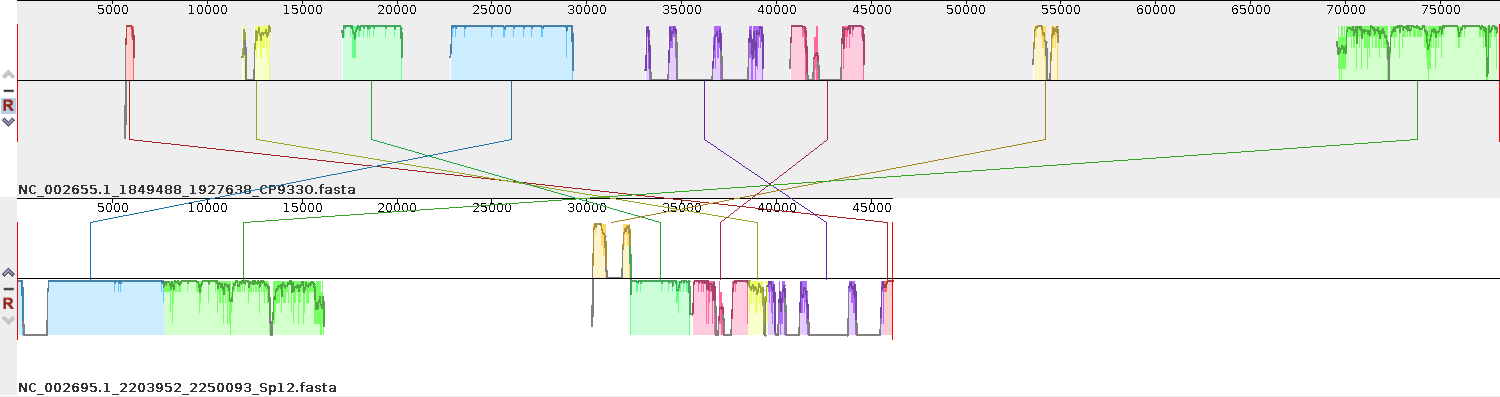 5000 10000 15000 20000 25000 30000 35000 40000 45000 50000 55000 60000 65000 70000 75000
R
NC_002655.1_1849488_1927638_CP933O.fasta
5000 10000 15000 20000 25000 30000 35000 40000 45000
R
NC_002695.1_2203952_2250093_Sp12.fasta